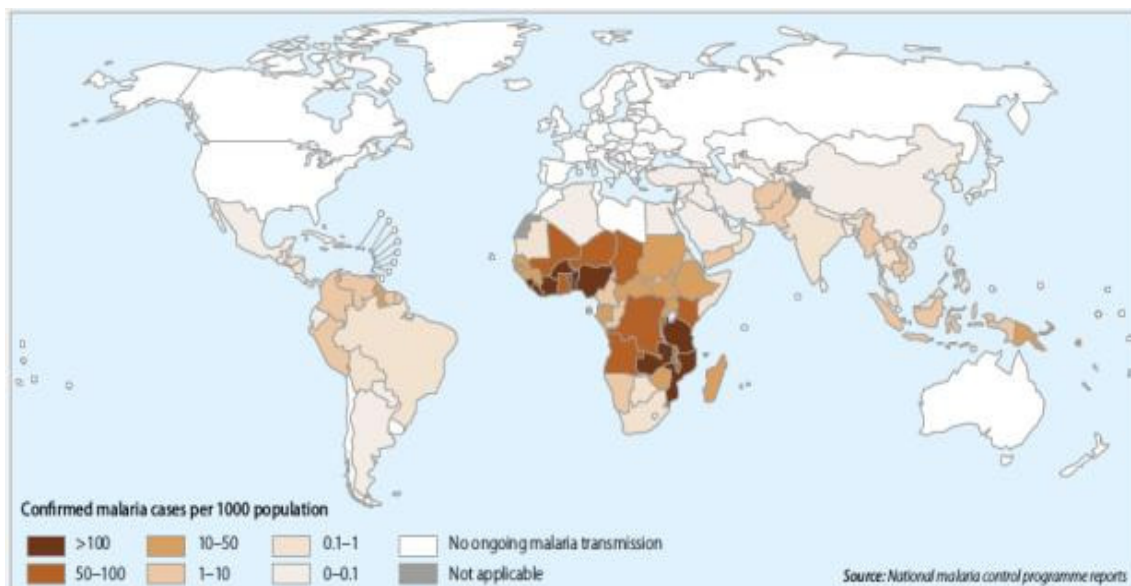 Confirmed malaria cases per 1000 population
>100
10–50
0.1–1
No ongoing malaria transmission
50–100
1–10
0–0.1
Not applicable
Source: National malaria control programme reports